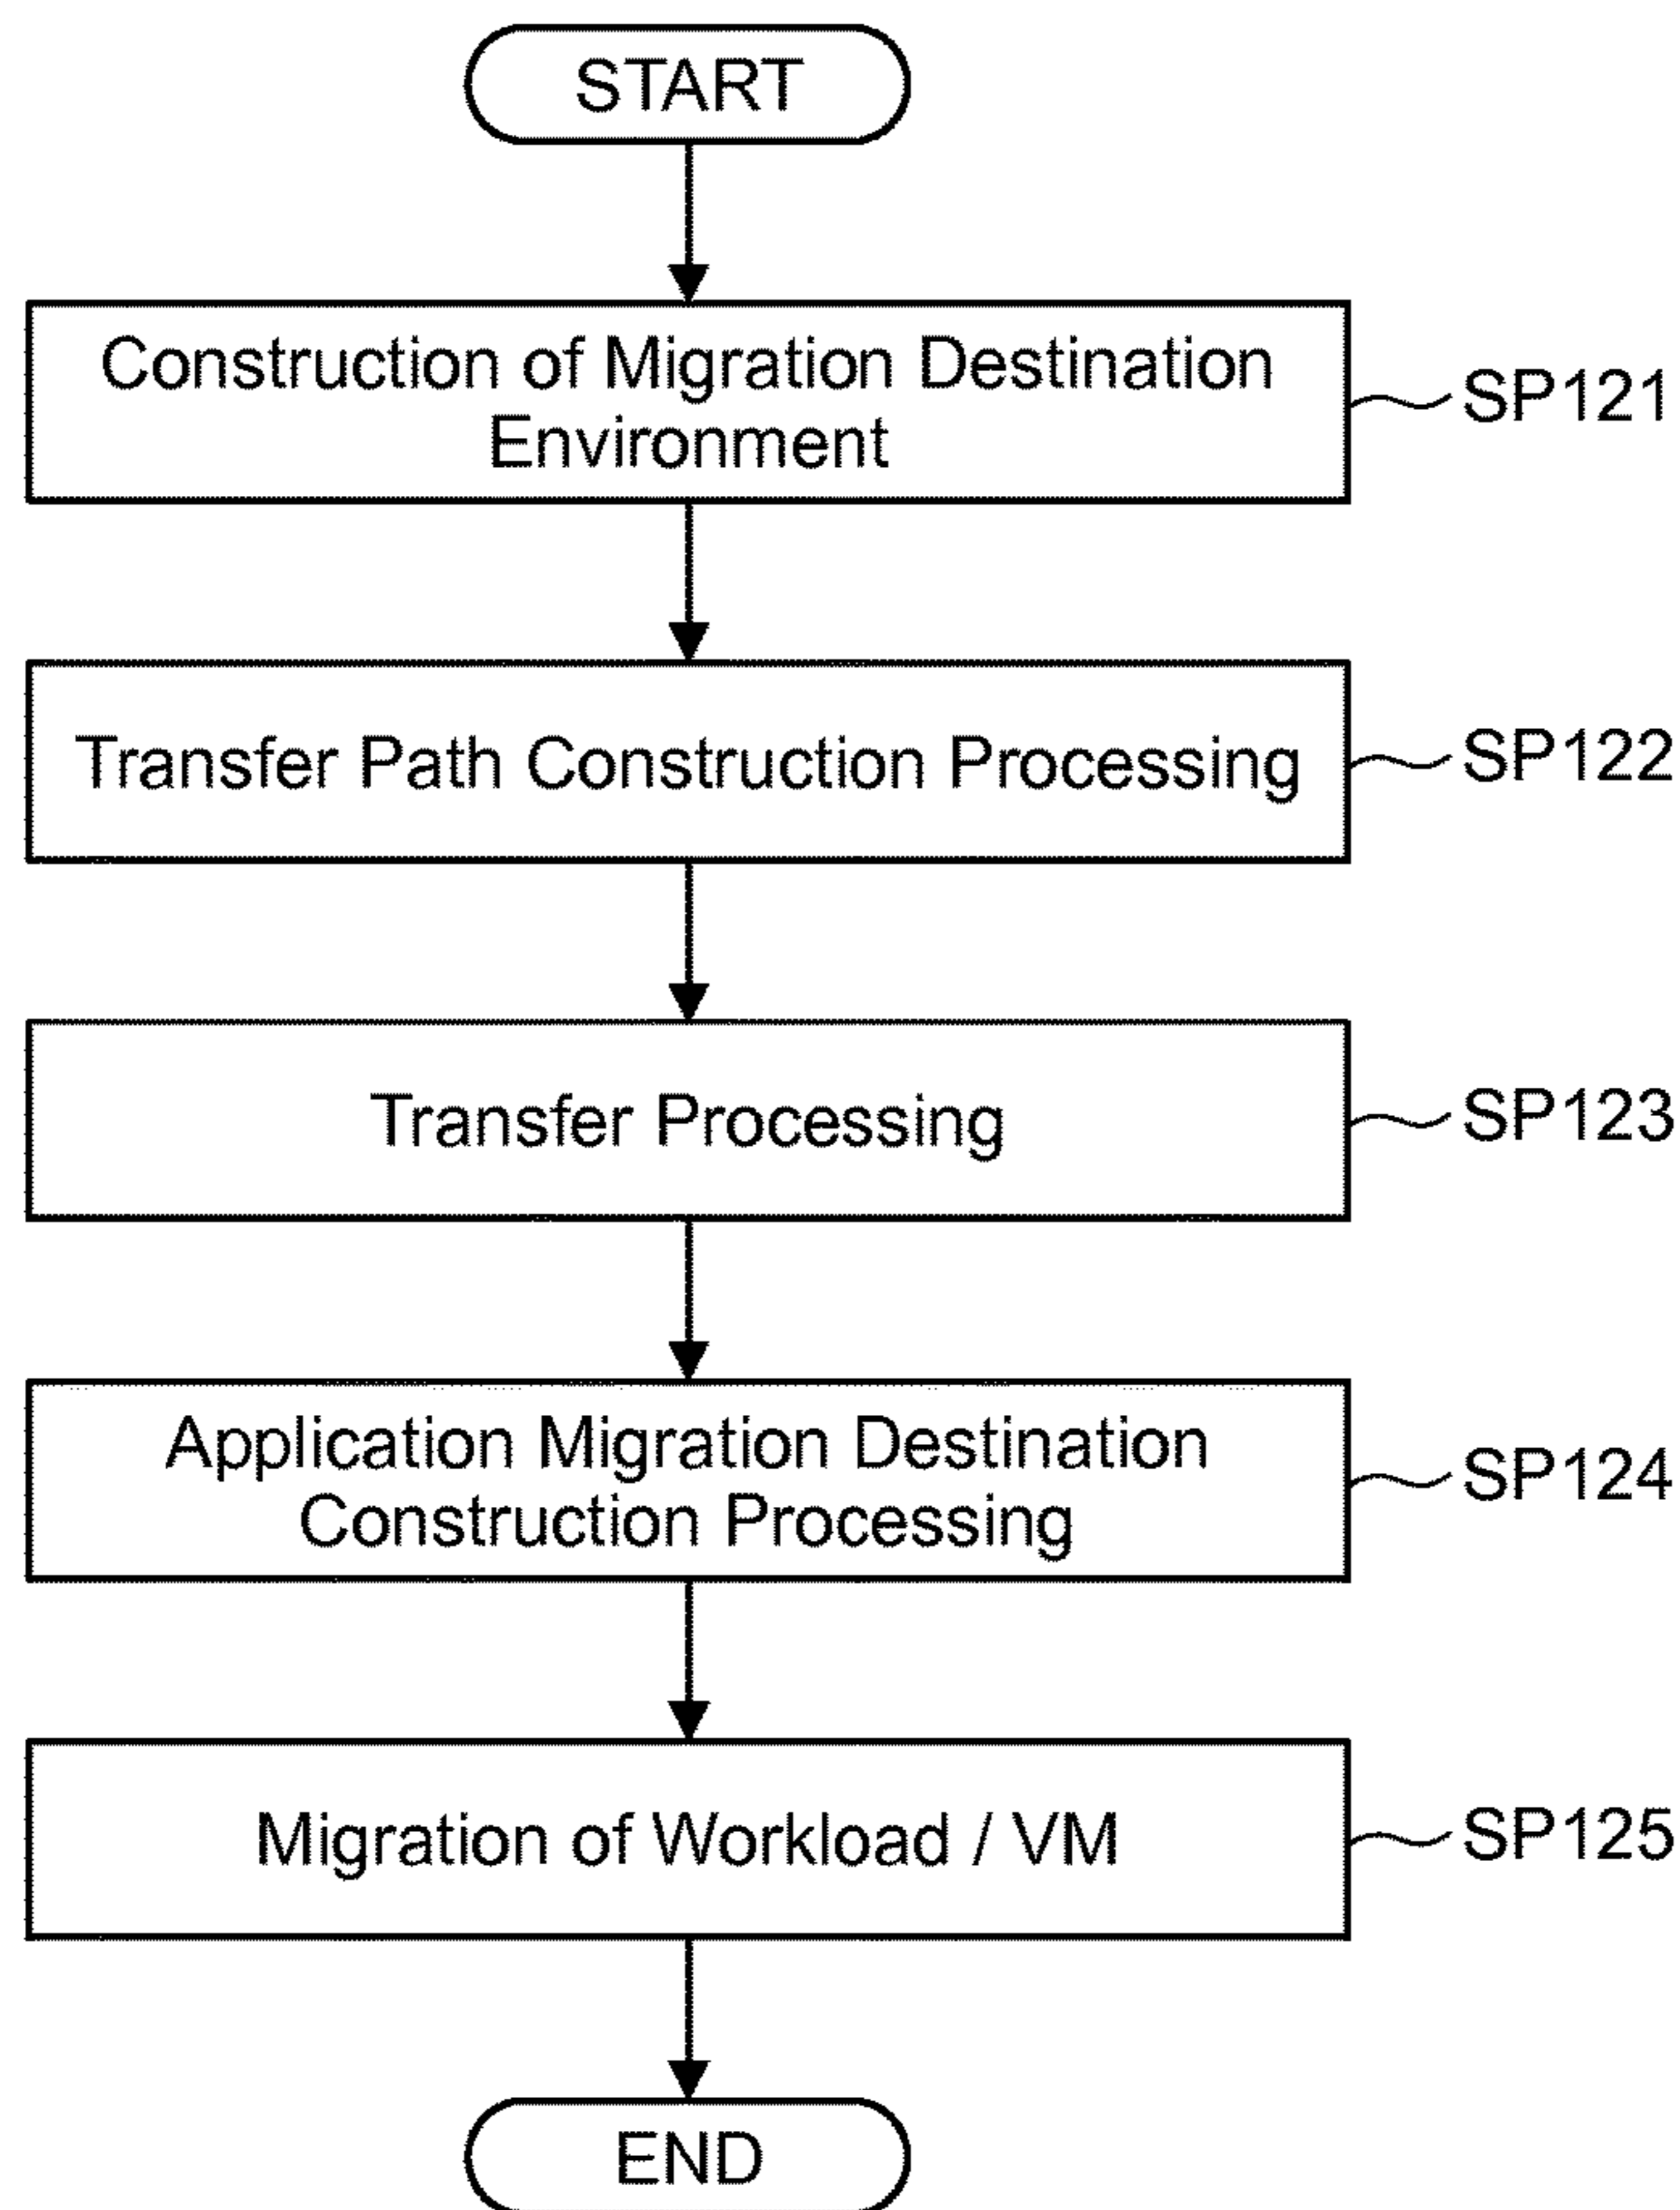 START
Construction of Migration Destination
Environment
SP121
Transfer Path Construction Processing
SP122
Transfer Processing
SP123
Application Migration Destination
Construction Processing
SP124
Migration of Workload / VM
SP125
END